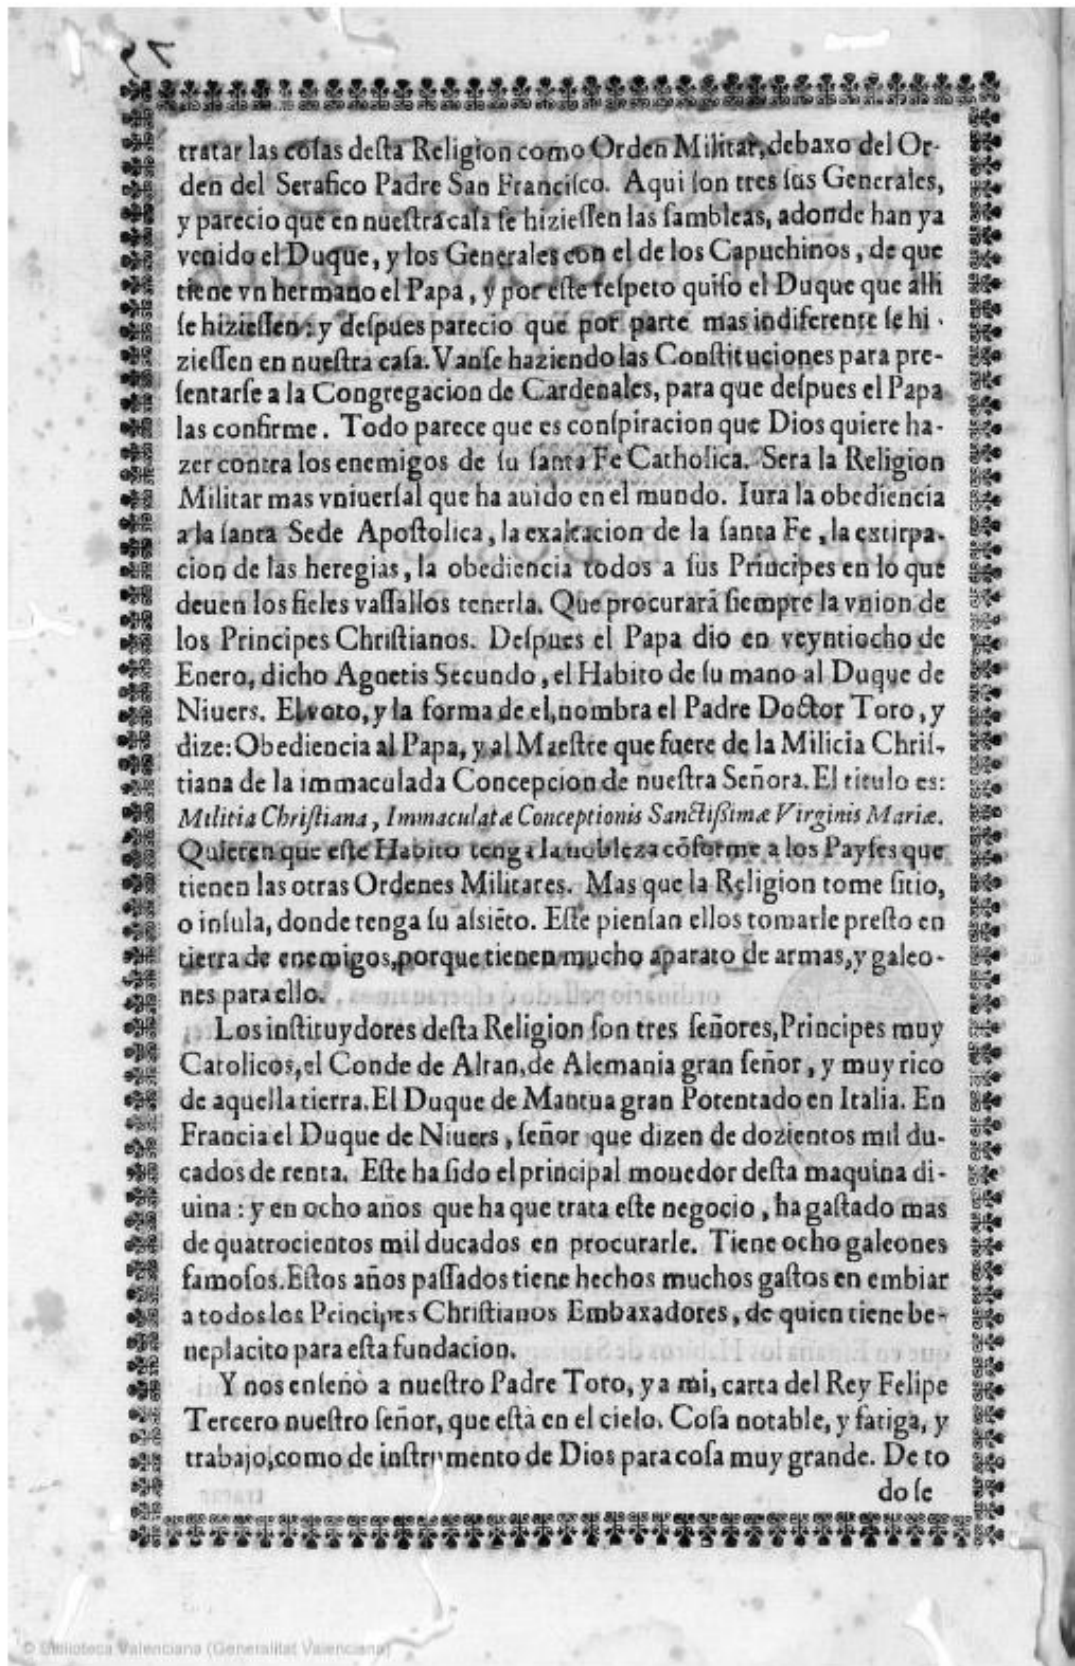 tratar las cosas desta Religion como Orden Militar, debaxo del Or-
den del Serafico Padre San Francisco. Aqui son tres sus Generales,
y parecio que en nuestra casa se hiziessen las sambleas, adonde han ya
venido el Duque, y los Generales con el de los Capuchinos, de que
tiene vn hermano el Papa, y por este respeto quiso el Duque que alli
se hiziessen: y despues parecio que por parte mas indiferente se hi-
ziessen en nuestra casa. Vanse haziendo las Constituciones para pre-
sentarse a la Congregacion de Cardenales, para que despues el Papa
las confirme. Todo parece que es conspiracion que Dios quiere ha-
zer contra los enemigos de su santa Fe Catholica. Sera la Religion
Militar mas vniuersal que ha auido en el mundo. Iura la obediencia
a la santa Sede Apostolica, la exaltacion de la santa Fe, la extirpa-
cion de las heregias, la obediencia todos a sus Principes en lo que
deuen los fieles vassallos tenerla. Que procurarà siempre la vnion de
los Principes Christianos. Despues el Papa dio en veyntiocho de
Enero, dicho Agnetis Secundo, el Habito de su mano al Duque de
Niuers. El voto, y la forma de el, nombra el Padre Doctor Toro, y
dize: Obediencia al Papa, y al Maestre que fuere de la Milicia Chris-
tiana de la immaculada Concepcion de nuestra Señora. El titulo es:
Militia Christiana, Immaculatæ Conceptionis Sanctissimæ Virginis Mariæ.
Quieren que este Habito tenga la nobleza cõforme a los Payses que
tienen las otras Ordenes Militares. Mas que la Religion tome sitio,
o insula, donde tenga su assiẽto. Este piensan ellos tomarle presto en
tierra de enemigos, porque tienen mucho aparato de armas, y galeo-
nes para ello.
Los instituydores desta Religion son tres señores, Principes muy
Catolicos, el Conde de Altan, de Alemania gran señor, y muy rico
de aquella tierra. El Duque de Mantua gran Potentado en Italia. En
Francia el Duque de Niuers, señor que dizen de dozientos mil du-
cados de renta. Este ha sido el principal mouedor desta maquina di-
uina: y en ocho años que ha que trata este negocio, ha gastado mas
de quatrocientos mil ducados en procurarle. Tiene ocho galeones
famosos. Estos años passados tiene hechos muchos gastos en embiar
a todos los Principes Christianos Embaxadores, de quien tiene be-
neplacito para esta fundacion.
Y nos enseñò a nuestro Padre Toro, y a mi, carta del Rey Felipe
Tercero nuestro señor, que està en el cielo. Cosa notable, y fatiga, y
trabajo, como de instrumento de Dios para cosa muy grande. De to
do se
© Biblioteca Valenciana (Generalitat Valenciana)